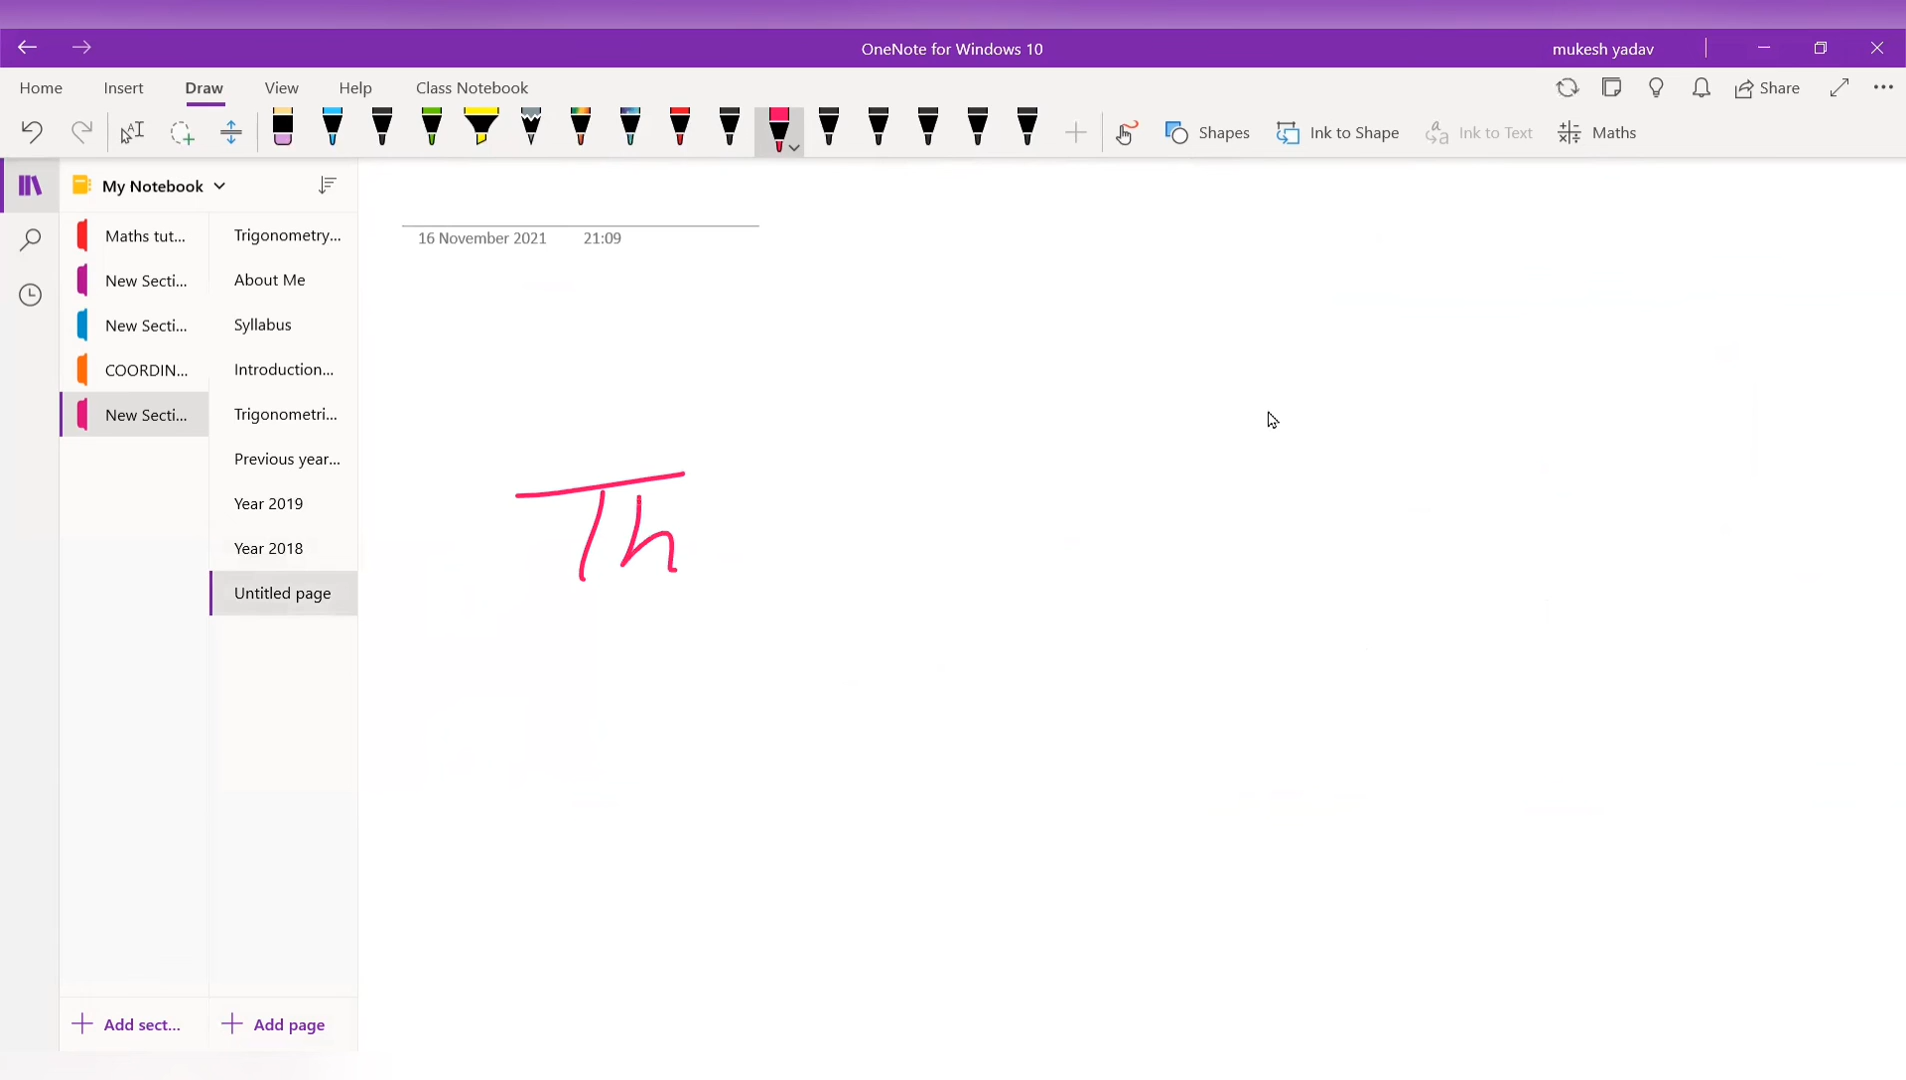 OneNote for Windows 10
mukesh yadav
Home Insert Draw View Help Class Notebook
Share
Shapes Ink to Shape Ink to Text Maths
My Notebook
Maths tut...
New Secti...
New Secti...
COORDIN...
New Secti...
Trigonometry...
About Me
Syllabus
Introduction...
Trigonometri...
Previous year...
Year 2019
Year 2018
Untitled page
16 November 2021 21:09
Th
Add sect...
Add page